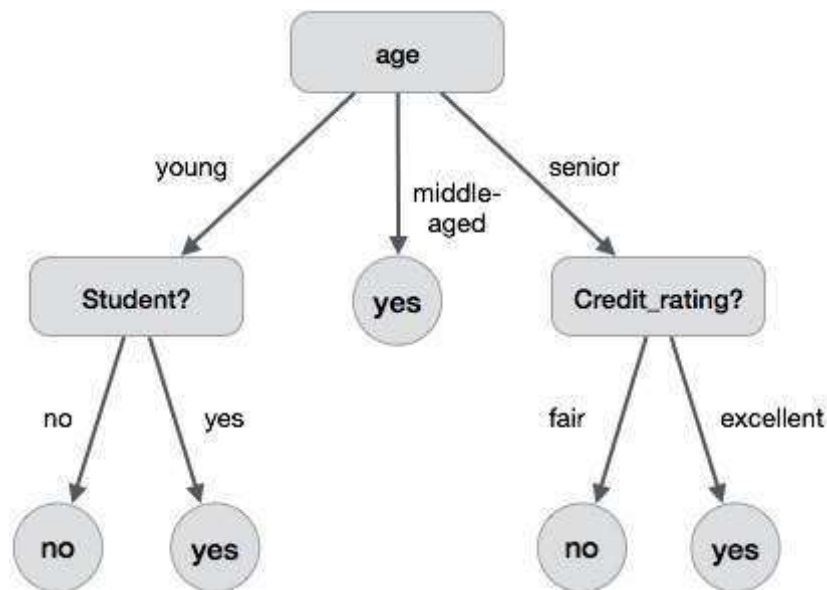 age
young
middle-
aged
senior
Student?
yes
Credit_rating?
no
yes
fair
excellent
no
yes
no
yes